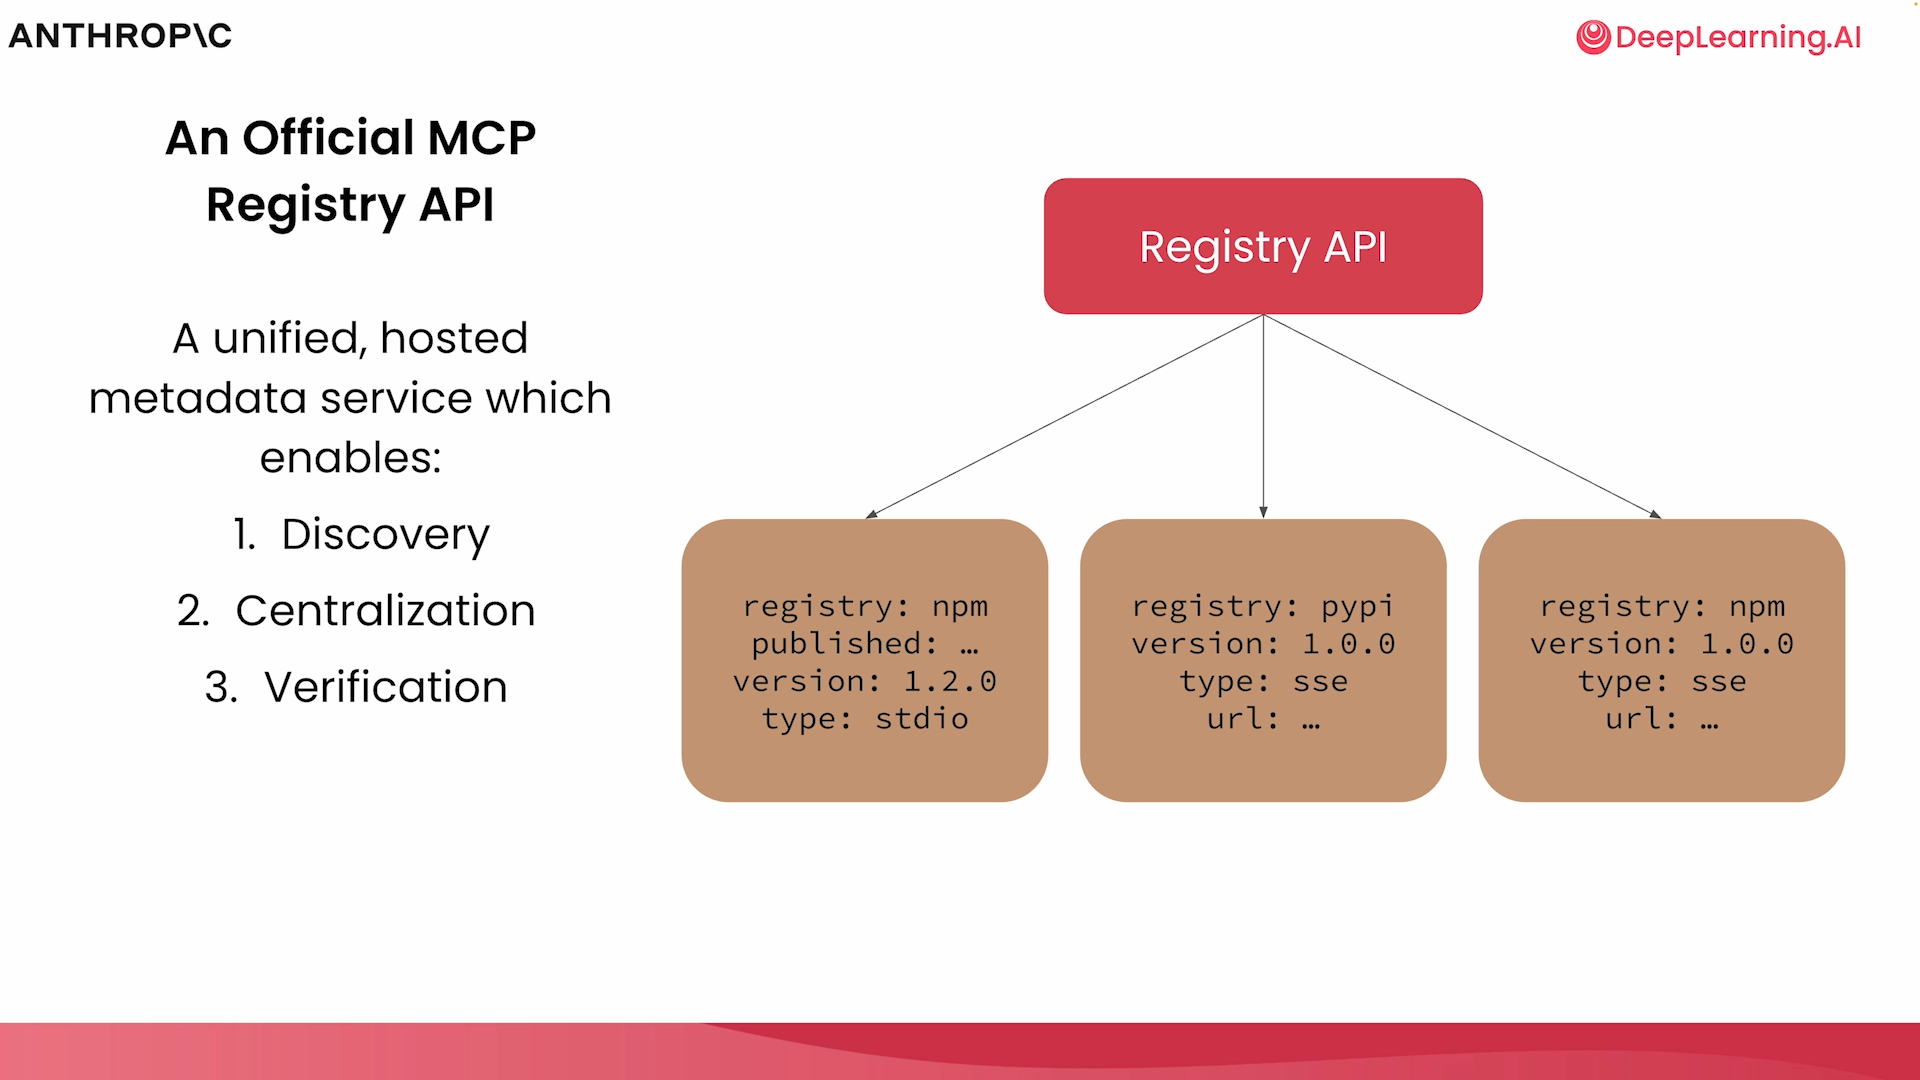 ANTHROP\C
DeepLearning.AI
An Official MCP
Registry API
A unified, hosted
metadata service which
enables:
1. Discovery
2. Centralization
3. Verification
Registry API
registry: npm
published: …
version: 1.2.0
type: stdio
registry: pypi
version: 1.0.0
type: sse
url: …
registry: npm
version: 1.0.0
type: sse
url: …